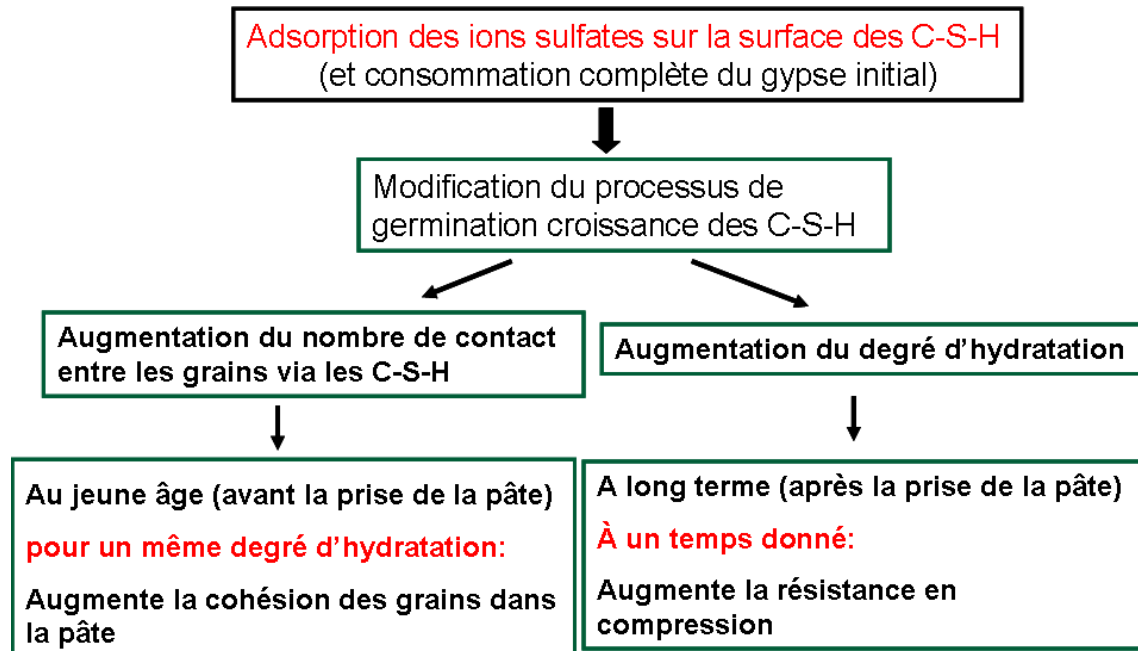 Adsorption des ions sulfates sur la surface des C-S-H
(et consommation complète du gypse initial)
Modification du processus de
germination croissance des C-S-H
Augmentation du nombre de contact
entre les grains via les C-S-H
Augmentation du degré d'hydratation
Au jeune âge (avant la prise de la pâte)
pour un même degré d'hydratation:
Augmente la cohésion des grains dans
la pâte
A long terme (après la prise de la pâte)
À un temps donné:
Augmente la résistance en
compression